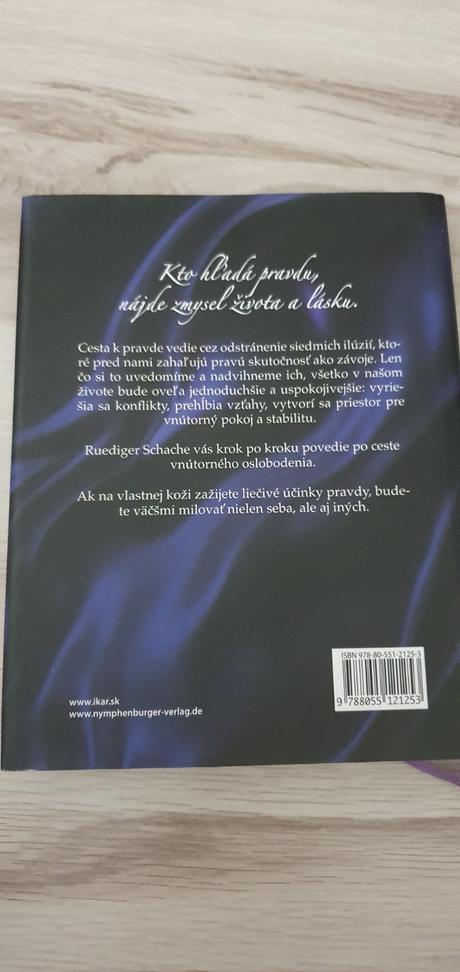 Kto hľadá pravdu,
nájde zmysel života a lásku.
Cesta k pravde vedie cez odstránenie siedmich ilúzií, kto-
ré pred nami zahaľujú pravú skutočnosť ako závoje. Len
čo si to uvedomíme a nadvihneme ich, všetko v našom
živote bude oveľa jednoduchšie a uspokojivejšie: vyrie-
šia sa konflikty, prehĺbia vzťahy, vytvorí sa priestor pre
vnútorný pokoj a stabilitu.
Ruediger Schache vás krok po kroku povedie po ceste
vnútorného oslobodenia.
Ak na vlastnej koži zažijete liečivé účinky pravdy, bude-
te väčšmi milovať nielen seba, ale aj iných.
ISBN 978-80-551-2125-3
9 788055 121253
www.ikar.sk
www.nymphenburger-verlag.de